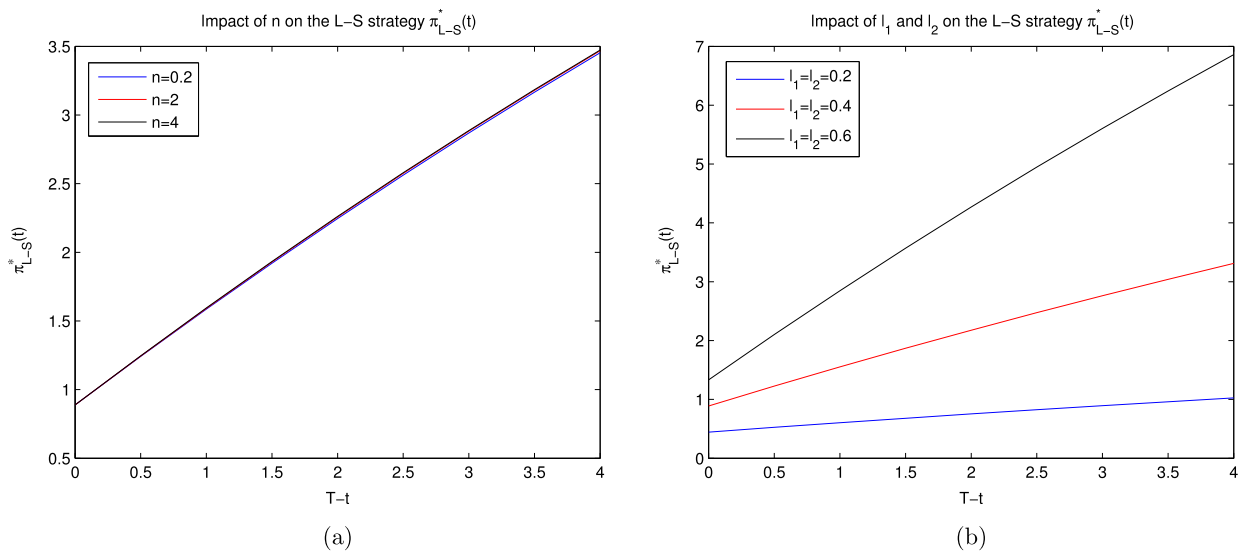 Impact of n on the L−S strategy π*L−S(t)
3.5
3
2.5
2
1.5
1
0.5
n=0.2
n=2
n=4
π*L−S(t)
0 0.5 1 1.5 2 2.5 3 3.5 4
T−t
(a)
Impact of l1 and l2 on the L−S strategy π*L−S(t)
7
6
5
4
3
2
1
0
l1=l2=0.2
l1=l2=0.4
l1=l2=0.6
π*L−S(t)
0 0.5 1 1.5 2 2.5 3 3.5 4
T−t
(b)